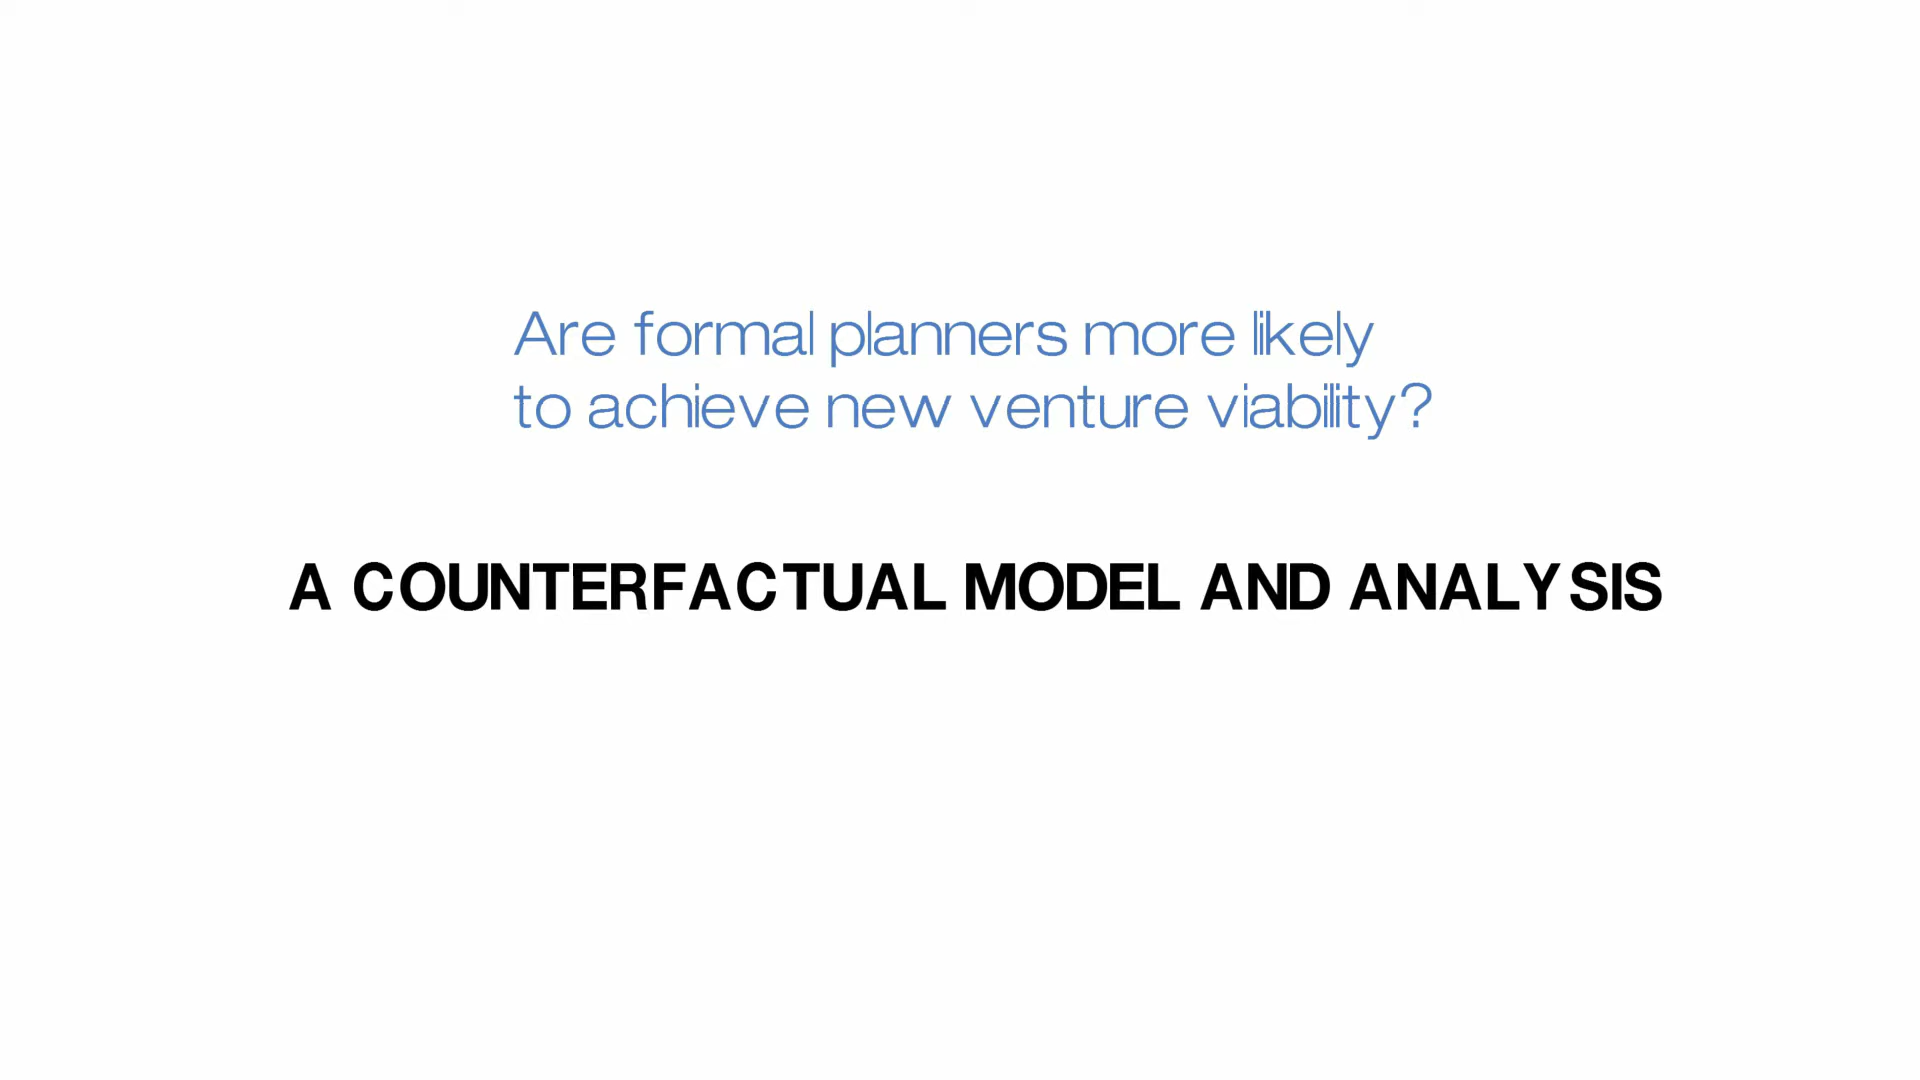 Are formal planners more likely
to achieve new venture viability?
A COUNTERFACTUAL MODEL AND ANALYSIS